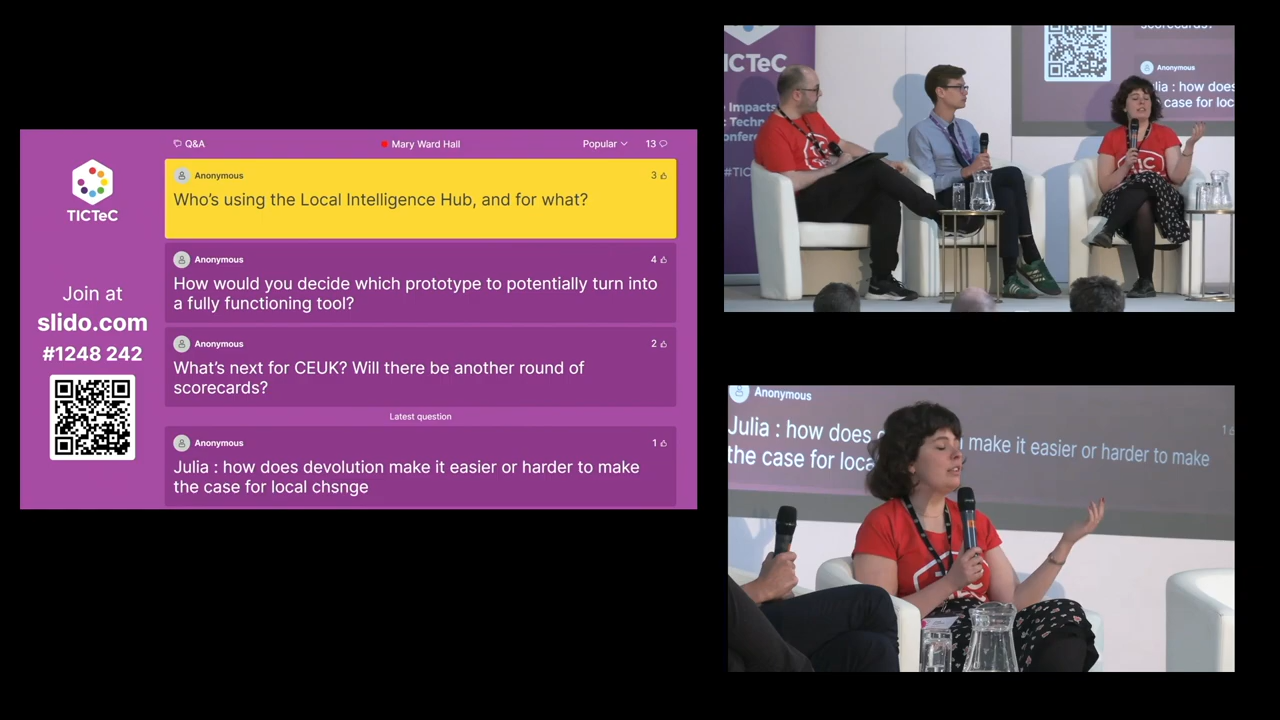 Q&A
Mary Ward Hall
Popular
13
TICTeC
Join at
slido.com
#1248 242
Anonymous
3
Who's using the Local Intelligence Hub, and for what?
Anonymous
4
How would you decide which prototype to potentially turn into
a fully functioning tool?
Anonymous
2
What's next for CEUK? Will there be another round of
scorecards?
Latest question
Anonymous
1
Julia : how does devolution make it easier or harder to make
the case for local chsnge
ICTeC
Impacts
Techn
onfere
#TIC
scorecards?
Anonymous
lia : how does
case for loc
TIC
Anonymous
1
Julia : how does
make it easier or harder to make
the case for loca